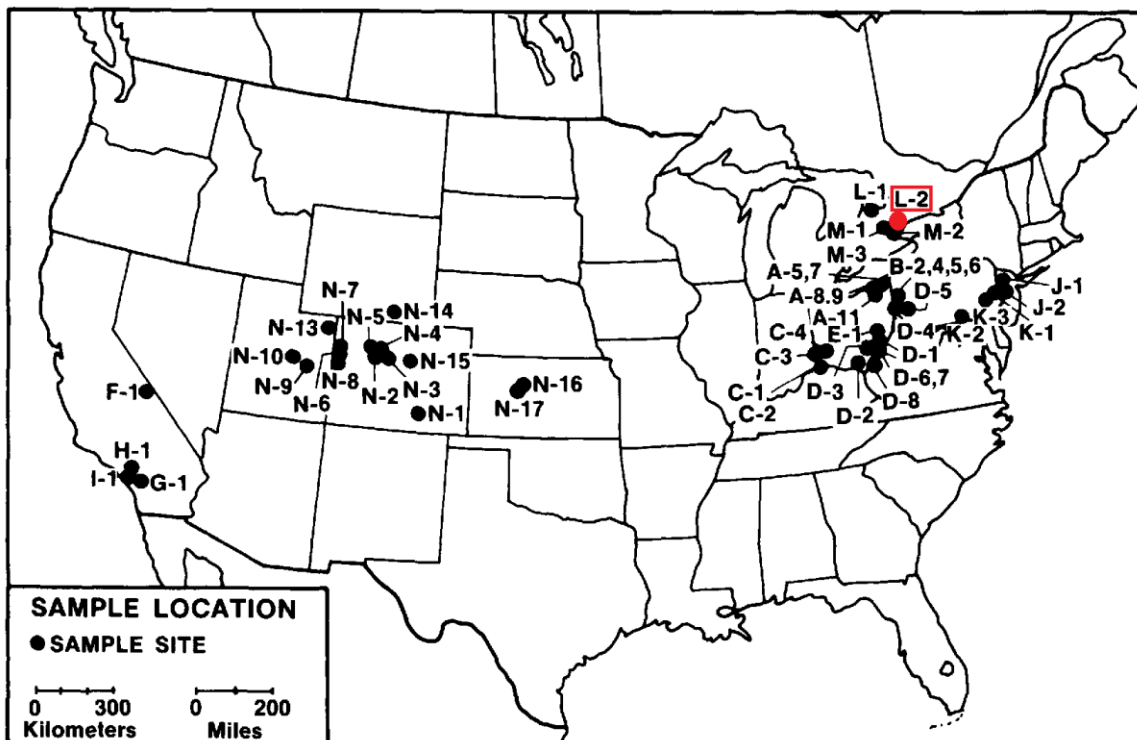 L-1
L-2
M-1
M-2
M-3
B-2,4,5,6
A-5,7
D-5
J-1
A-8.9
J-2
N-7
N-14
A-11
K-3
K-1
N-5
N-4
C-4
E-1
D-4
K-2
N-13
N-10
N-15
C-3
D-1
N-9
N-8
N-3
D-6,7
N-16
F-1
N-6
N-2
C-1
D-3
D-8
N-17
N-1
C-2
D-2
H-1
I-1
G-1
SAMPLE LOCATION
SAMPLE SITE
0 300
Kilometers
0 200
Miles